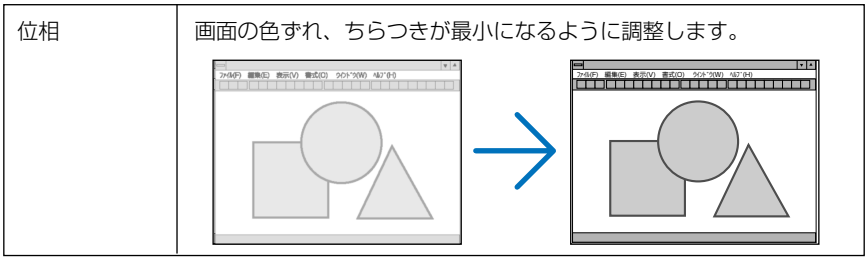 位相
画面の色ずれ、ちらつきが最小になるように調整します。
ファイル(F) 編集(E) 表示(V) 書式(O) ウィンドウ(W) ヘルプ(H)
ファイル(F) 編集(E) 表示(V) 書式(O) ウィンドウ(W) ヘルプ(H)